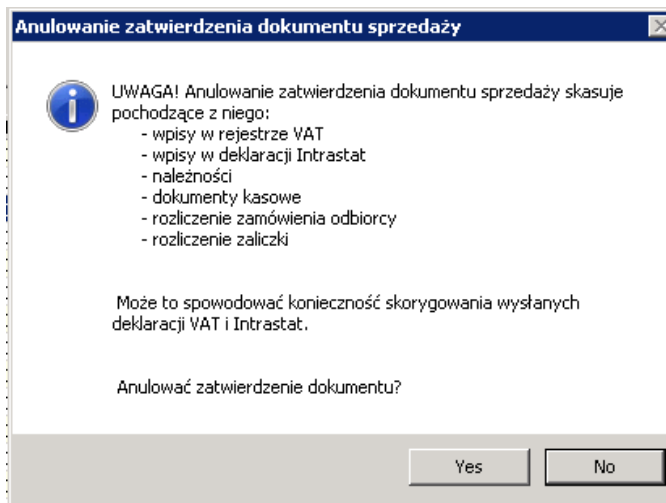 Anulowanie zatwierdzenia dokumentu sprzedaży
UWAGA! Anulowanie zatwierdzenia dokumentu sprzedaży skasuje
pochodzące z niego:
- wpisy w rejestrze VAT
- wpisy w deklaracji Intrastat
- należności
- dokumenty kasowe
- rozliczenie zamówienia odbiorcy
- rozliczenie zaliczki
Może to spowodować konieczność skorygowania wysłanych
deklaracji VAT i Intrastat.
Anulować zatwierdzenie dokumentu?
Yes
No